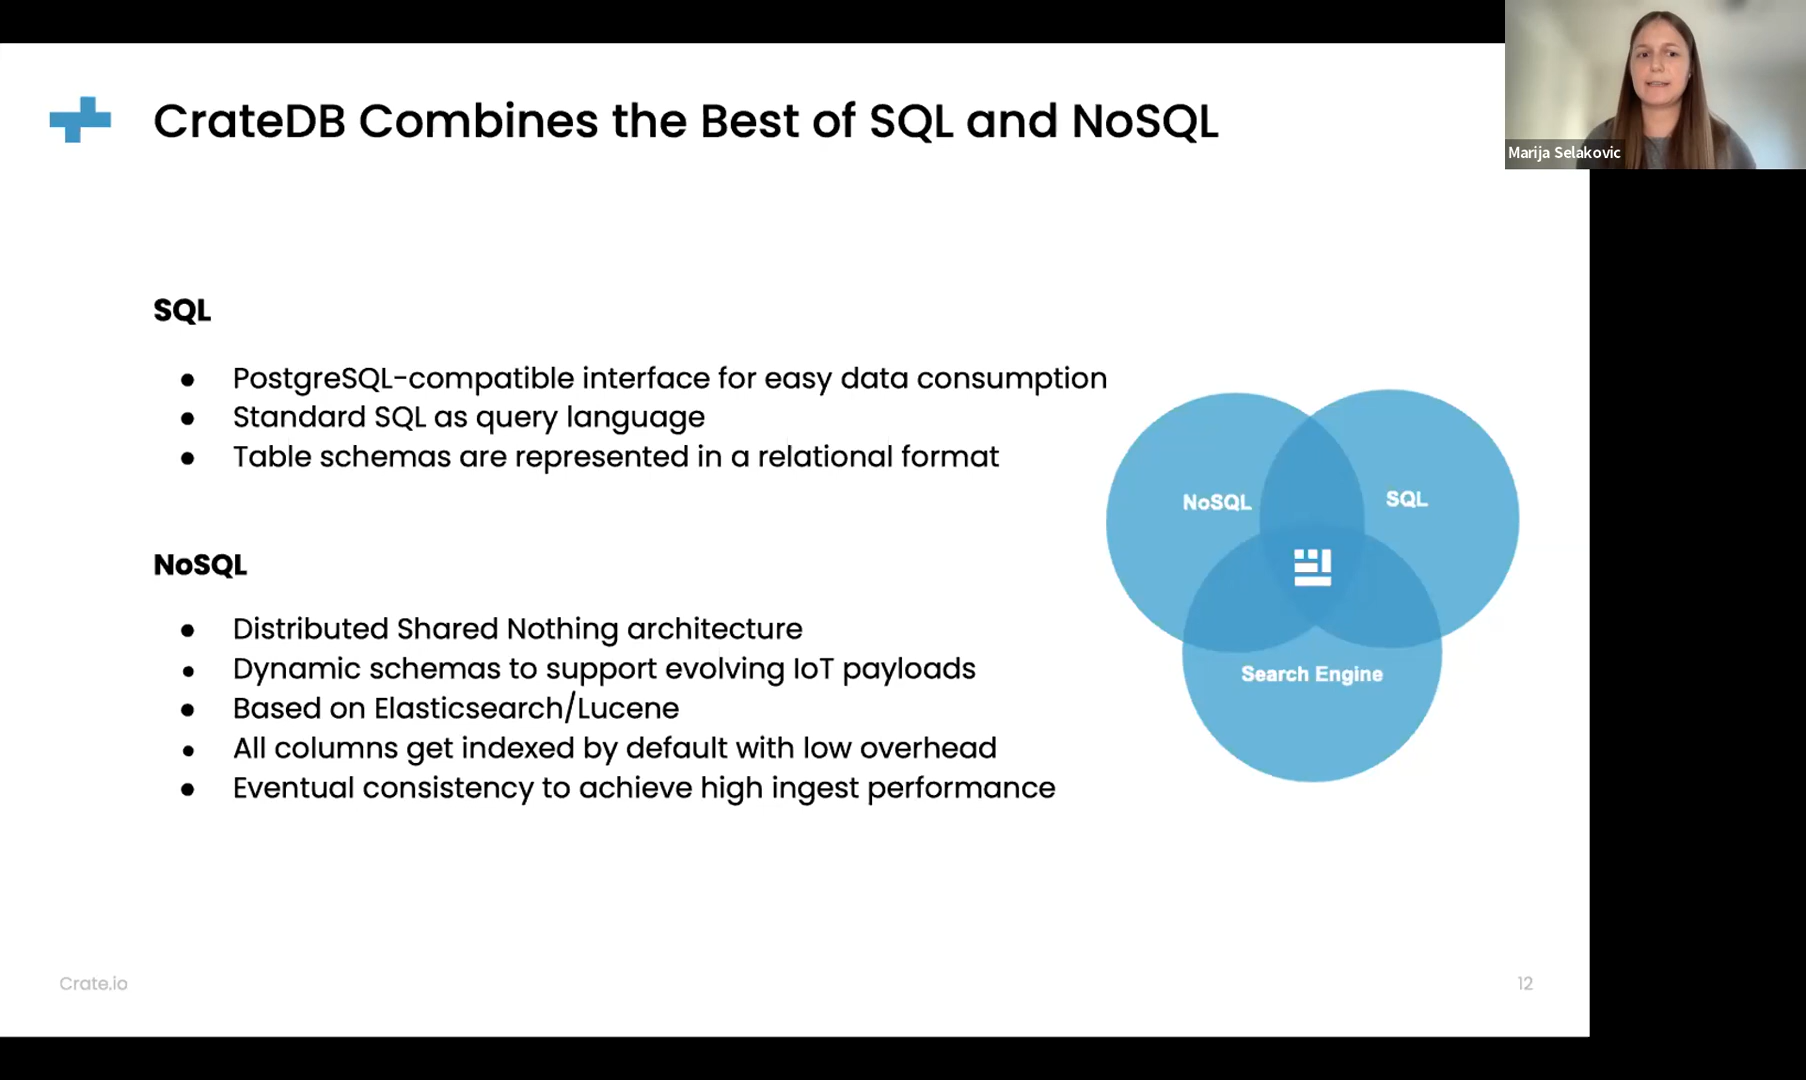 CrateDB Combines the Best of SQL and NoSQL
Marija Selakovic
SQL
● PostgreSQL-compatible interface for easy data consumption
● Standard SQL as query language
● Table schemas are represented in a relational format
NoSQL
● Distributed Shared Nothing architecture
● Dynamic schemas to support evolving IoT payloads
● Based on Elasticsearch/Lucene
● All columns get indexed by default with low overhead
● Eventual consistency to achieve high ingest performance
NoSQL
SQL
Search Engine
Crate.io
12